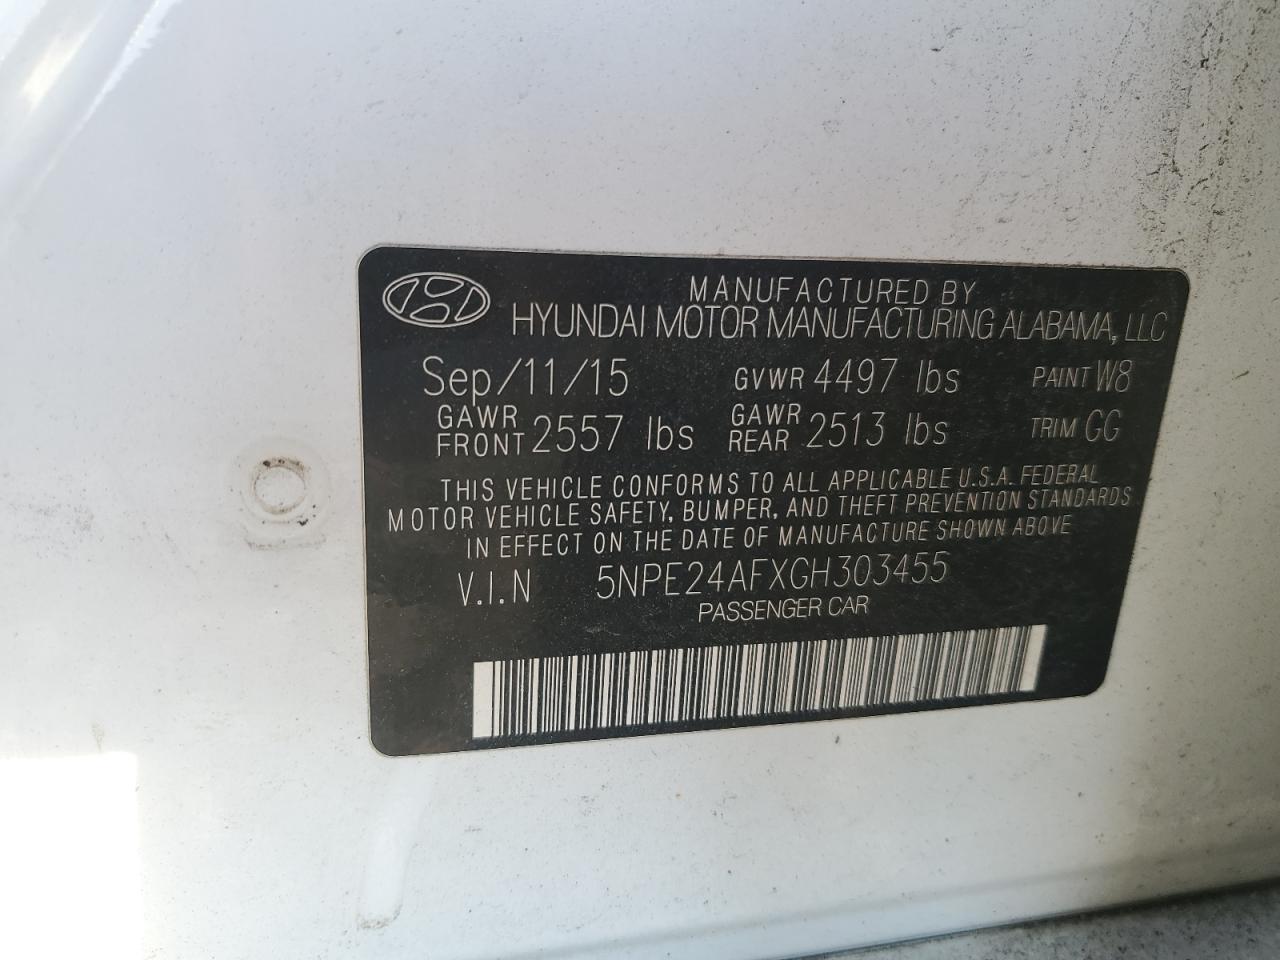 MANUFACTURED BY
HYUNDAI MOTOR MANUFACTURING ALABAMA, LLC
Sep/11/15 GVWR 4497 lbs PAINT W8
GAWR FRONT 2557 lbs GAWR REAR 2513 lbs TRIM GG
THIS VEHICLE CONFORMS TO ALL APPLICABLE U.S.A. FEDERAL
MOTOR VEHICLE SAFETY, BUMPER, AND THEFT PREVENTION STANDARDS
IN EFFECT ON THE DATE OF MANUFACTURE SHOWN ABOVE
V.I.N 5NPE24AFXGH303455
PASSENGER CAR